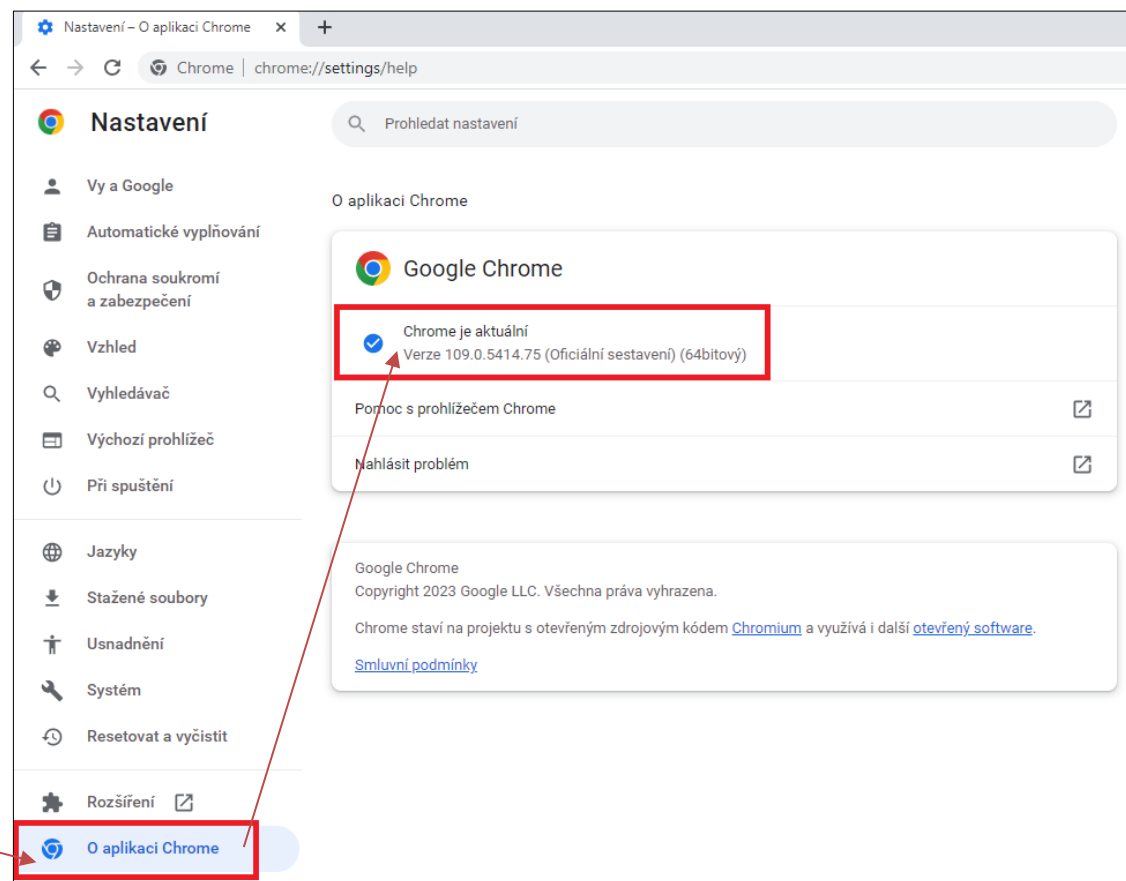 Nastavení – O aplikaci Chrome
Chrome | chrome://settings/help
Nastavení
Prohledat nastavení
Vy a Google
Automatické vyplňování
Ochrana soukromí
a zabezpečení
Vzhled
Vyhledávač
Výchozí prohlížeč
Při spuštění
Jazyky
Stažené soubory
Usnadnění
Systém
Resetovat a vyčistit
Rozšíření
O aplikaci Chrome
O aplikaci Chrome
Google Chrome
Chrome je aktuální
Verze 109.0.5414.75 (Oficiální sestavení) (64bitový)
Pomoc s prohlížečem Chrome
Nahlásit problém
Google Chrome
Copyright 2023 Google LLC. Všechna práva vyhrazena.
Chrome staví na projektu s otevřeným zdrojovým kódem Chromium a využívá i další otevřený software.
Smluvní podmínky